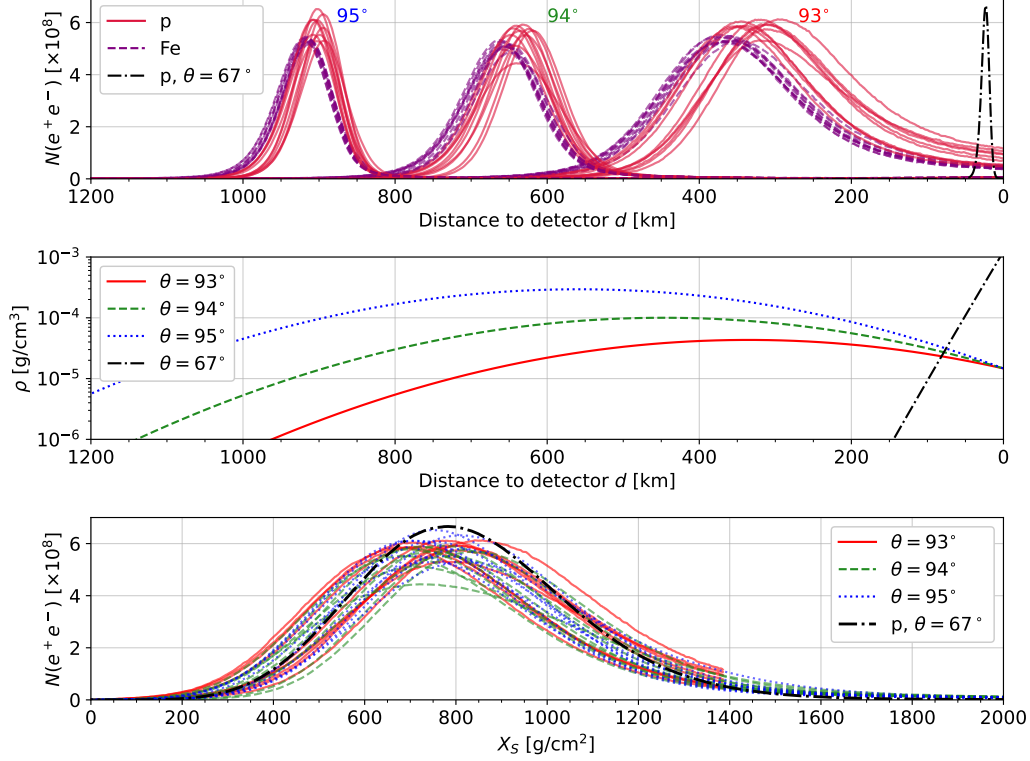 95°
94°
93°
p
Fe
p, θ = 67°
N(e⁺e⁻) [×10⁸]
6
4
2
0
1200 1000 800 600 400 200 0
Distance to detector d [km]
θ = 93°
θ = 94°
θ = 95°
θ = 67°
ρ [g/cm³]
10⁻³
10⁻⁴
10⁻⁵
10⁻⁶
1200 1000 800 600 400 200 0
Distance to detector d [km]
θ = 93°
θ = 94°
θ = 95°
p, θ = 67°
N(e⁺e⁻) [×10⁸]
6
4
2
0
0 200 400 600 800 1000 1200 1400 1600 1800 2000
X_S [g/cm²]